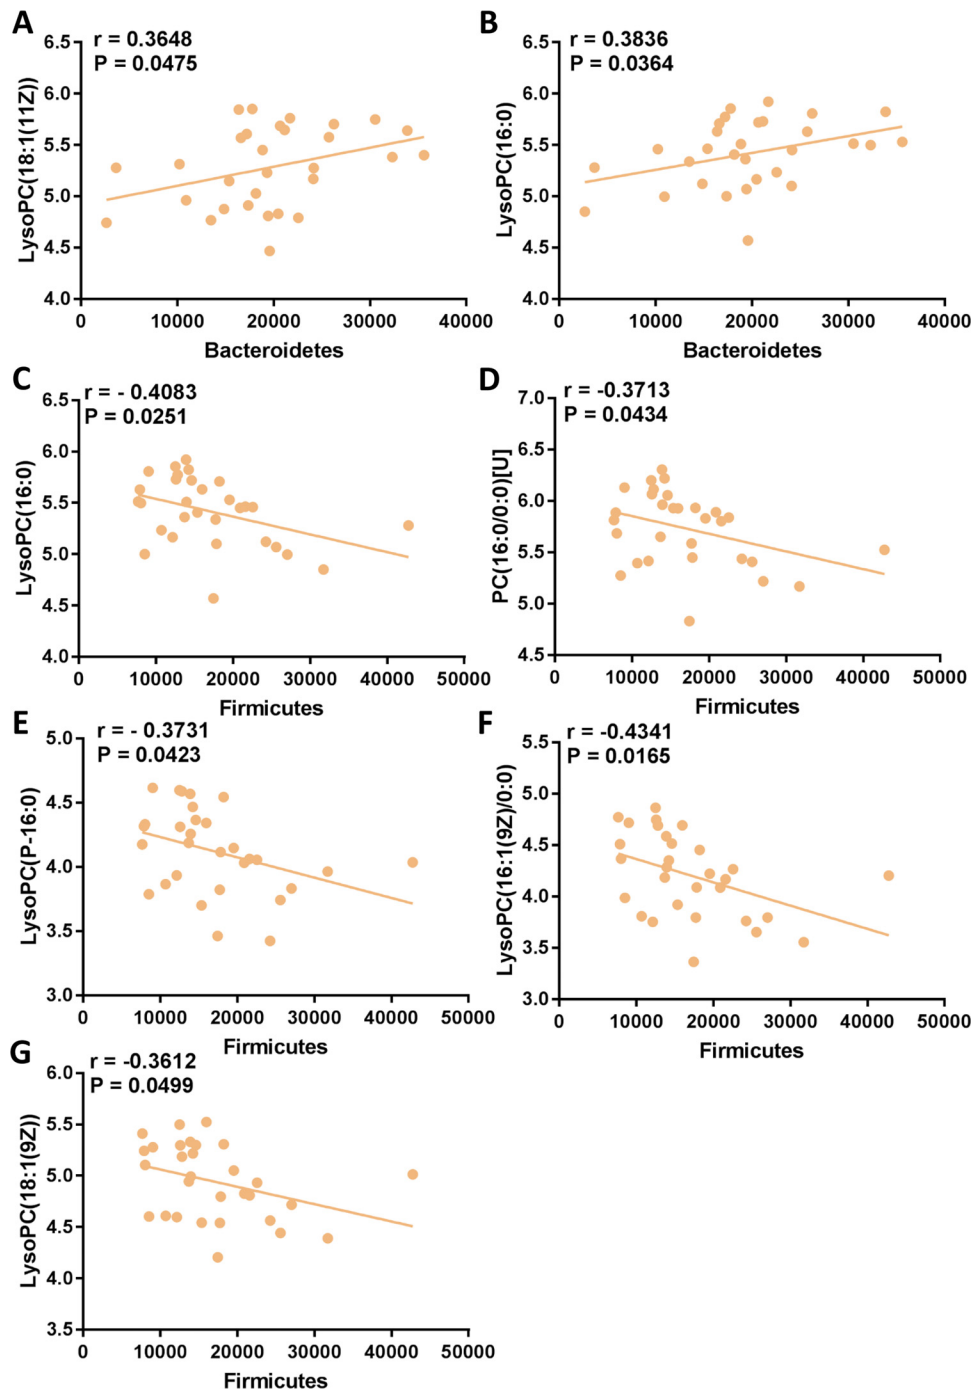 A
r = 0.3648
P = 0.0475
LysoPC(18:1(11Z))
6.5
6.0
5.5
5.0
4.5
4.0
0 10000 20000 30000 40000
Bacteroidetes
B
r = 0.3836
P = 0.0364
LysoPC(16:0)
6.5
6.0
5.5
5.0
4.5
4.0
0 10000 20000 30000 40000
Bacteroidetes
C
r = - 0.4083
P = 0.0251
LysoPC(16:0)
6.5
6.0
5.5
5.0
4.5
4.0
0 10000 20000 30000 40000 50000
Firmicutes
D
r = -0.3713
P = 0.0434
PC(16:0/0:0)[U]
7.0
6.5
6.0
5.5
5.0
4.5
0 10000 20000 30000 40000 50000
Firmicutes
E
r = - 0.3731
P = 0.0423
LysoPC(P-16:0)
5.0
4.5
4.0
3.5
3.0
0 10000 20000 30000 40000 50000
Firmicutes
F
r = -0.4341
P = 0.0165
LysoPC(16:1(9Z)/0:0)
5.5
5.0
4.5
4.0
3.5
3.0
0 10000 20000 30000 40000 50000
Firmicutes
G
r = -0.3612
P = 0.0499
LysoPC(18:1(9Z))
6.0
5.5
5.0
4.5
4.0
3.5
0 10000 20000 30000 40000 50000
Firmicutes